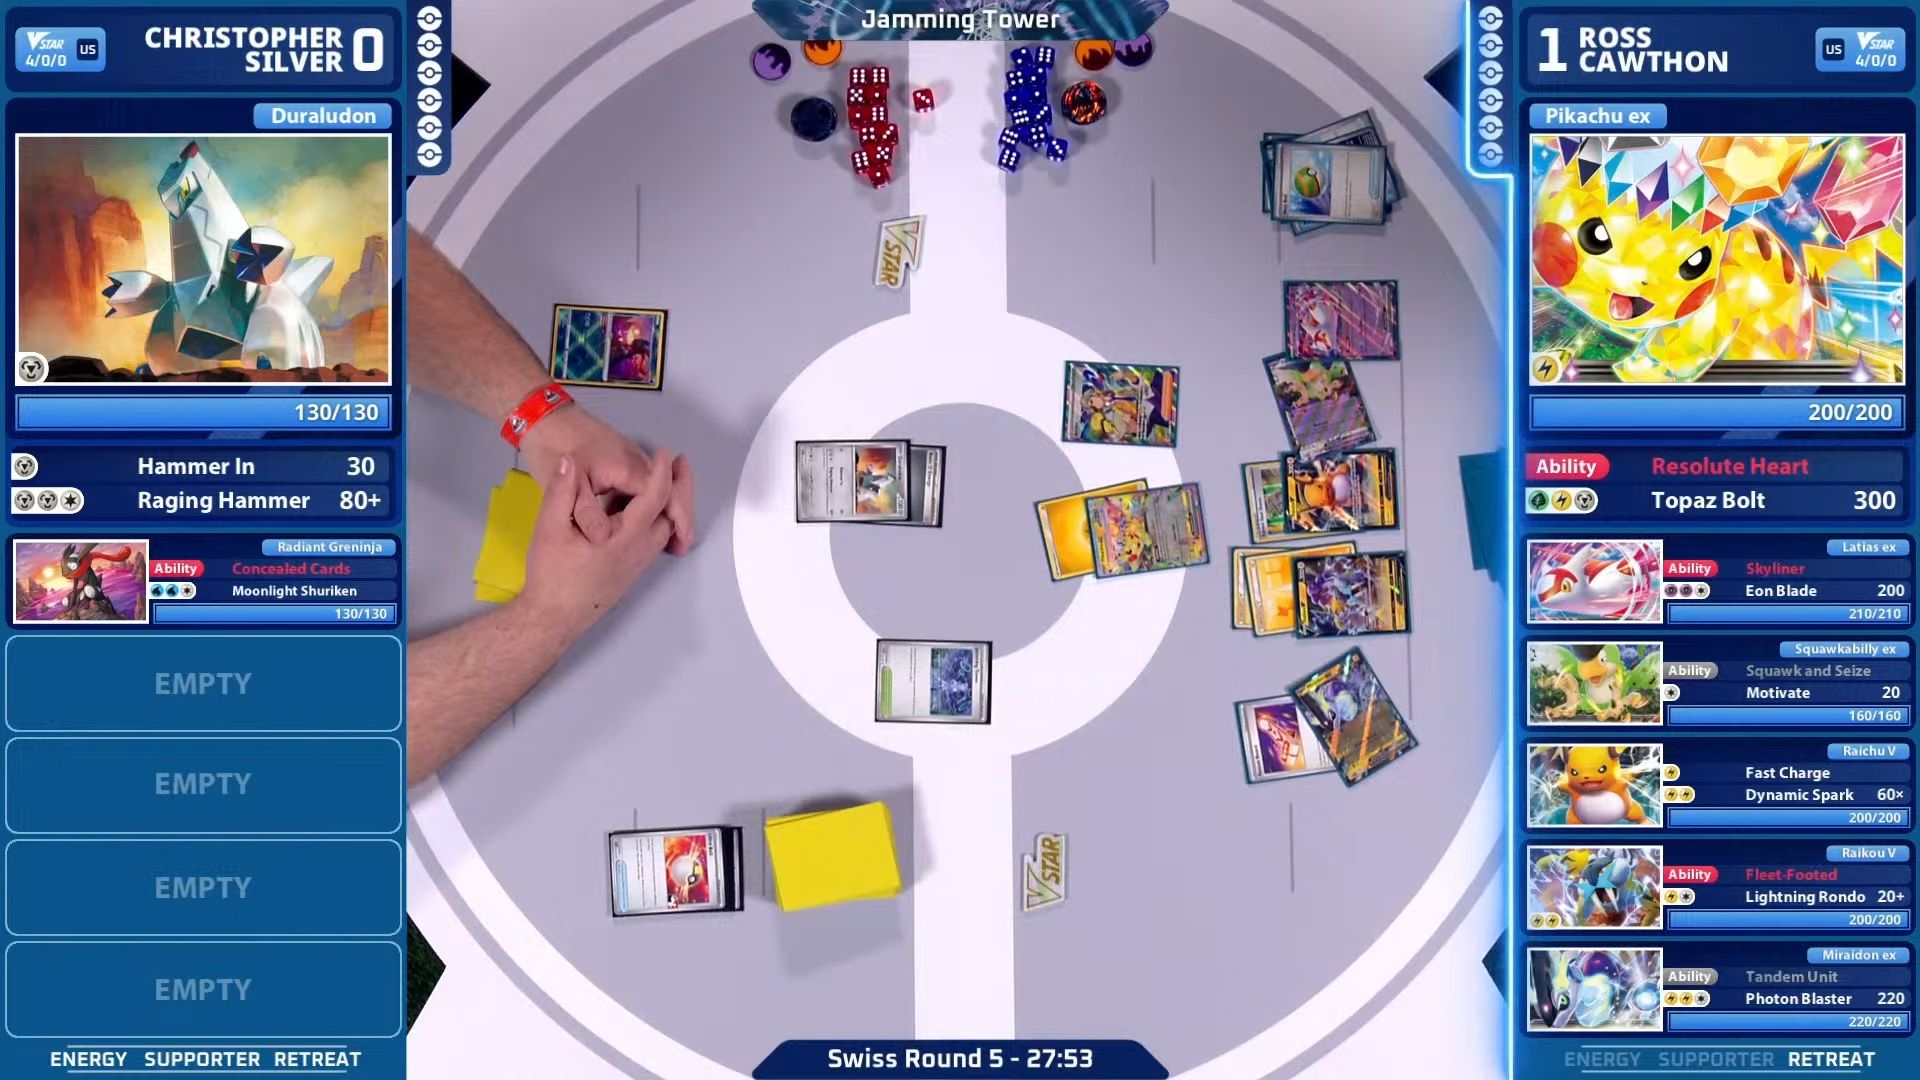 Jamming Tower
VSTAR
4/0/0
US
CHRISTOPHER
SILVER
0
Duraludon
130/130
Hammer In 30
Raging Hammer 80+
Radiant Greninja
Ability Concealed Cards
Moonlight Shuriken
130/130
EMPTY
EMPTY
EMPTY
EMPTY
ENERGY SUPPORTER RETREAT
VSTAR
VSTAR
Swiss Round 5 - 27:53
1
ROSS
CAWTHON
US
VSTAR
4/0/0
Pikachu ex
200/200
Ability Resolute Heart
Topaz Bolt 300
Latias ex
Ability Skyliner
Eon Blade 200
210/210
Squawkabilly ex
Ability Squawk and Seize
Motivate 20
160/160
Raichu V
Fast Charge
Dynamic Spark 60×
200/200
Raikou V
Ability Fleet-Footed
Lightning Rondo 20+
200/200
Miraidon ex
Ability Tandem Unit
Photon Blaster 220
220/220
ENERGY SUPPORTER RETREAT